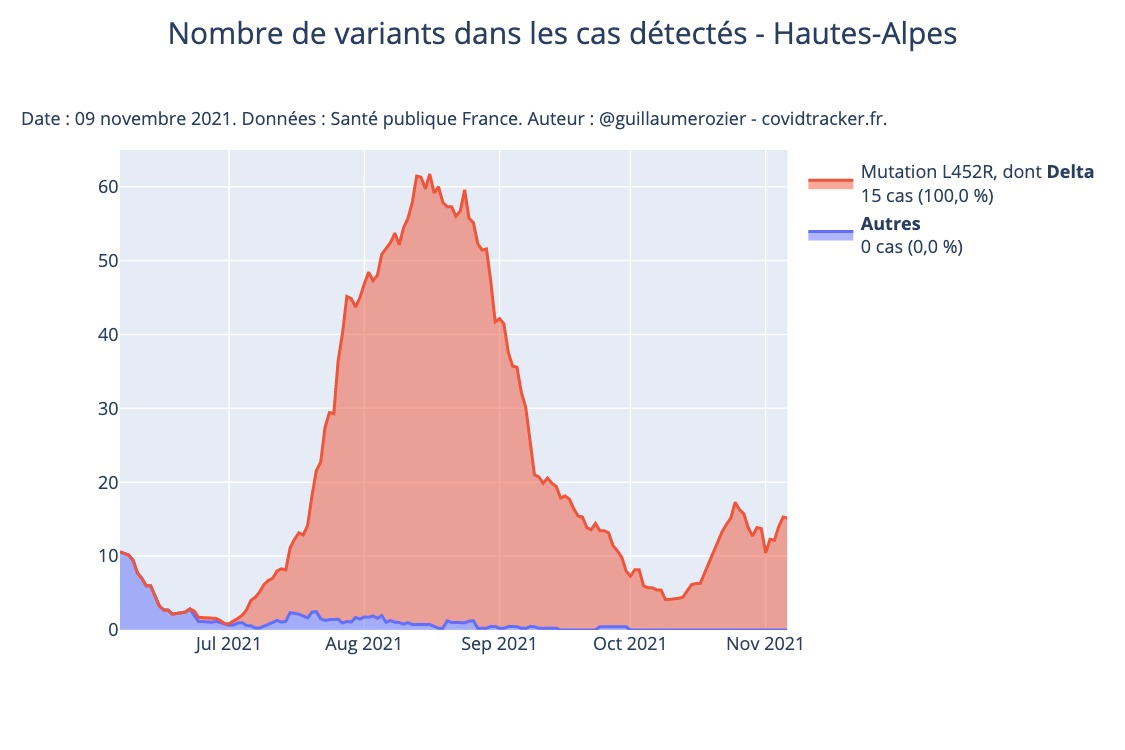 Nombre de variants dans les cas détectés - Hautes-Alpes
Date : 09 novembre 2021. Données : Santé publique France. Auteur : @guillaumerozier - covidtracker.fr.
Mutation L452R, dont Delta
15 cas (100,0 %)
Autres
0 cas (0,0 %)
60
50
40
30
20
10
0
Jul 2021 Aug 2021 Sep 2021 Oct 2021 Nov 2021